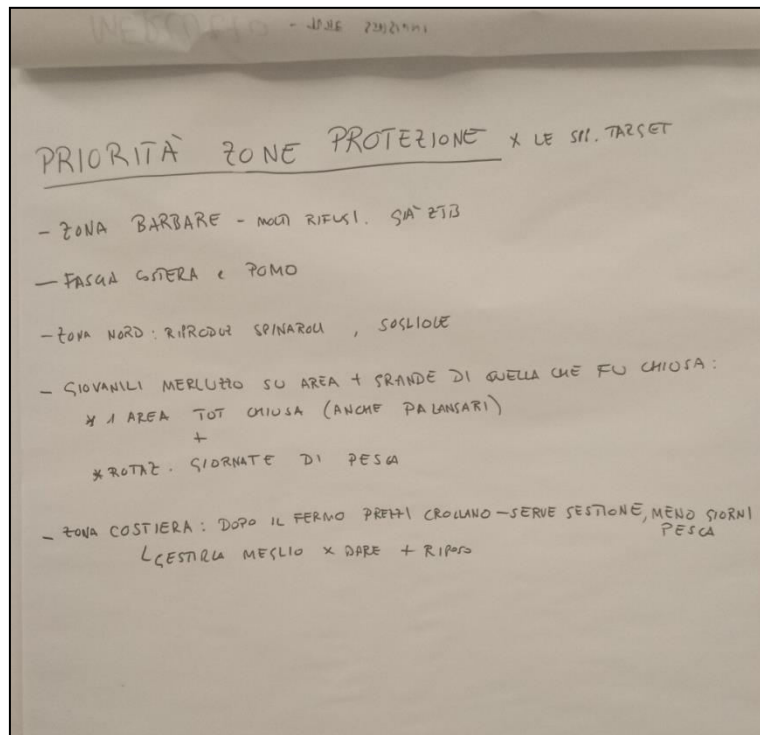 PRIORITÀ ZONE PROTEZIONE x LE SPP. TARGET
- ZONA BARBARE - MOLTI RIFUGI. GIA' ZTB
- FASCIA COSTIERA e POMO
- ZONA NORD: RIPRODUZ SPINAROLI, SOGLIOLE
- GIOVANILI MERLUZZO SU AREA + GRANDE DI QUELLA CHE FU CHIUSA:
* 1 AREA TOT CHIUSA (ANCHE PALANGARI)
+
* ROTAZ. GIORNATE DI PESCA
- ZONA COSTIERA: DOPO IL FERMO PREZZI CROLLANO - SERVE GESTIONE, MENO GIORNI
PESCA
GESTIRLA MEGLIO x DARE + RIPOSO